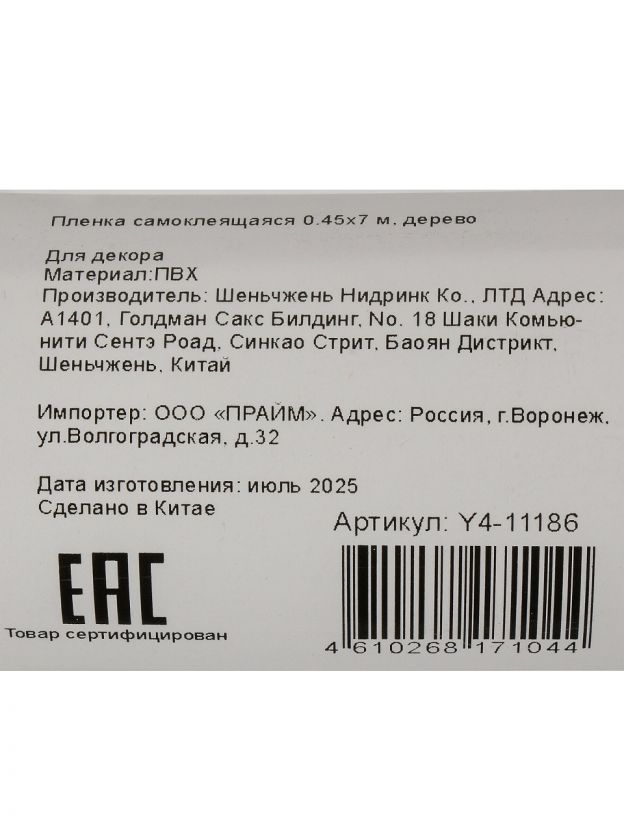 Пленка самоклеящаяся 0.45х7 м. дерево
Для декора
Материал:ПВХ
Производитель: Шеньчжень Нидринк Ко., ЛТД Адрес:
А1401, Голдман Сакс Билдинг, No. 18 Шаки Комью-
нити Сентэ Роад, Синкао Стрит, Баоян Дистрикт,
Шеньчжень, Китай
Импортер: ООО «ПРАЙМ». Адрес: Россия, г.Воронеж,
ул.Волгоградская, д.32
Дата изготовления: июль 2025
Сделано в Китае
Артикул: Y4-11186
ЕАС
Товар сертифицирован
4 610268 171044